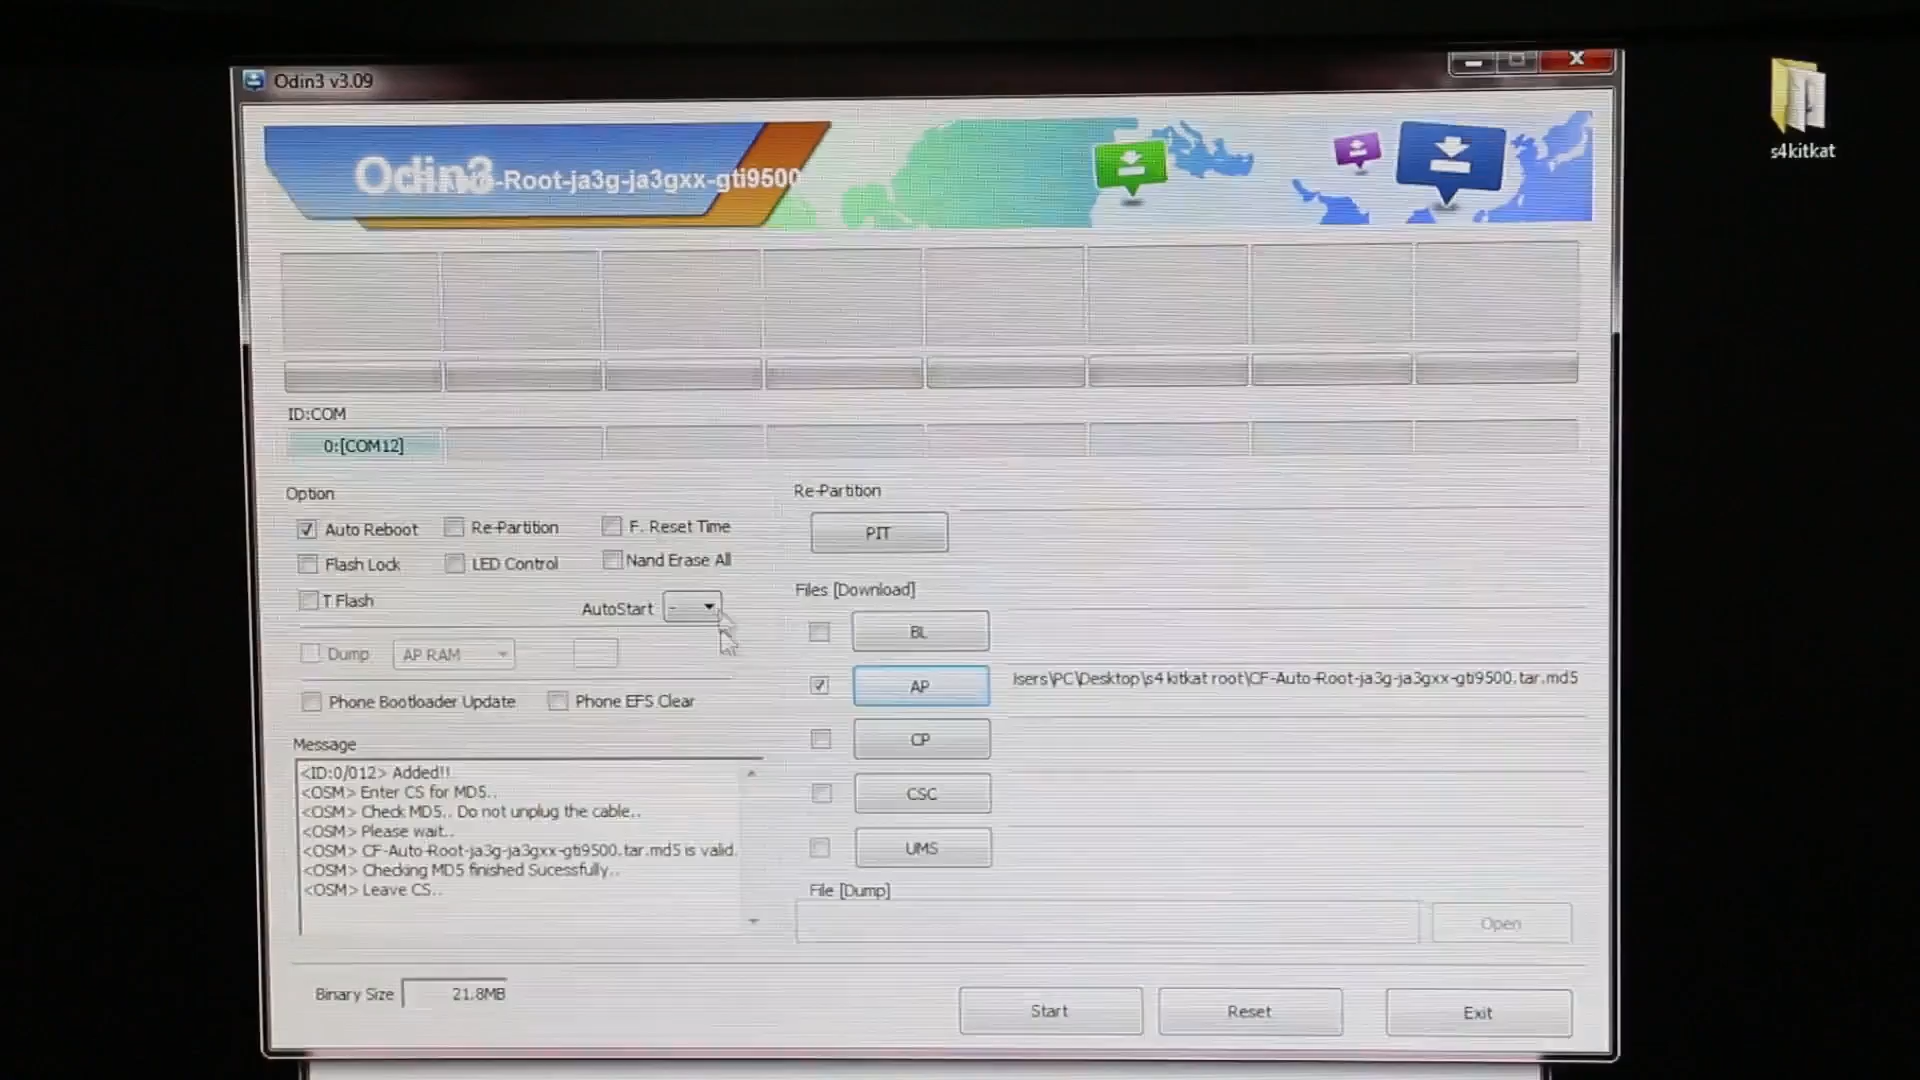 Odin3 v3.09
s4kitkat
Odin3
-Root-ja3g-ja3gxx-gti9500
ID:COM
0:[COM12]
Option
Auto Reboot
Re-Partition
F. Reset Time
Flash Lock
LED Control
Nand Erase All
T Flash
AutoStart
-
Dump
AP RAM
Phone Bootloader Update
Phone EFS Clear
Re-Partition
PIT
Files [Download]
BL
AP
Isers\PC\Desktop\s4 kitkat root\CF-Auto-Root-ja3g-ja3gxx-gti9500.tar.md5
CP
CSC
UMS
File [Dump]
Open
Message
<ID:0/012> Added!!
<OSM> Enter CS for MD5..
<OSM> Check MD5.. Do not unplug the cable..
<OSM> Please wait..
<OSM> CF-Auto-Root-ja3g-ja3gxx-gti9500.tar.md5 is valid.
<OSM> Checking MD5 finished Sucessfully..
<OSM> Leave CS..
Binary Size
21.8MB
Start
Reset
Exit